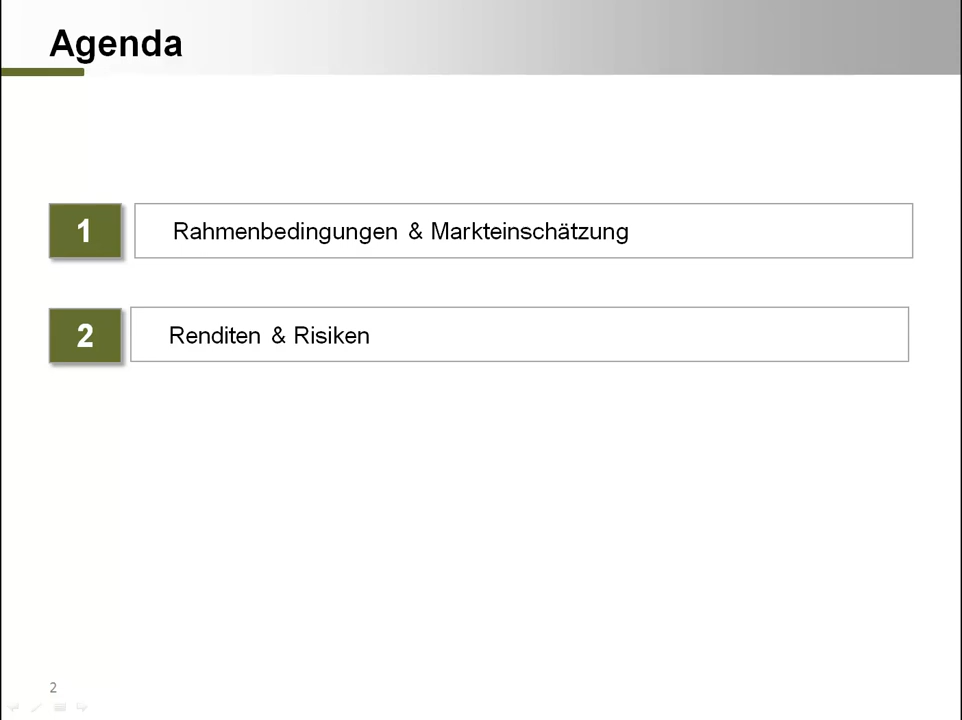 Agenda
1
Rahmenbedingungen & Markteinschätzung
2
Renditen & Risiken
2